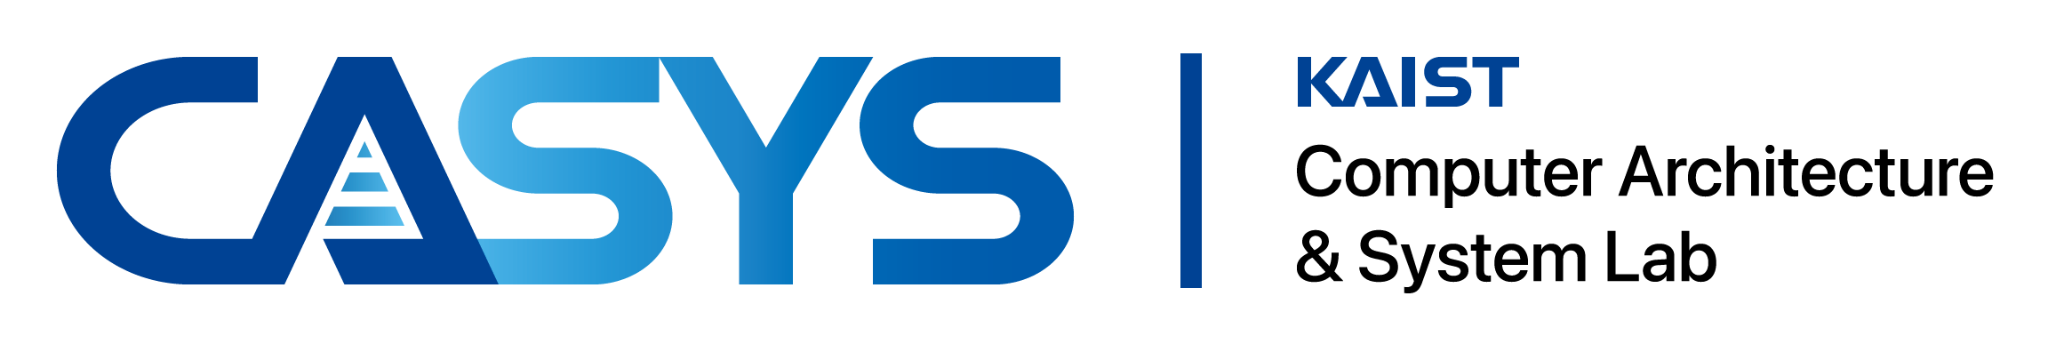 CASYS
KAIST
Computer Architecture
& System Lab